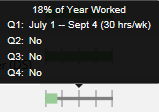 18% of Year Worked
Q1: July 1 -- Sept 4 (30 hrs/wk)
Q2: No
Q3: No
Q4: No